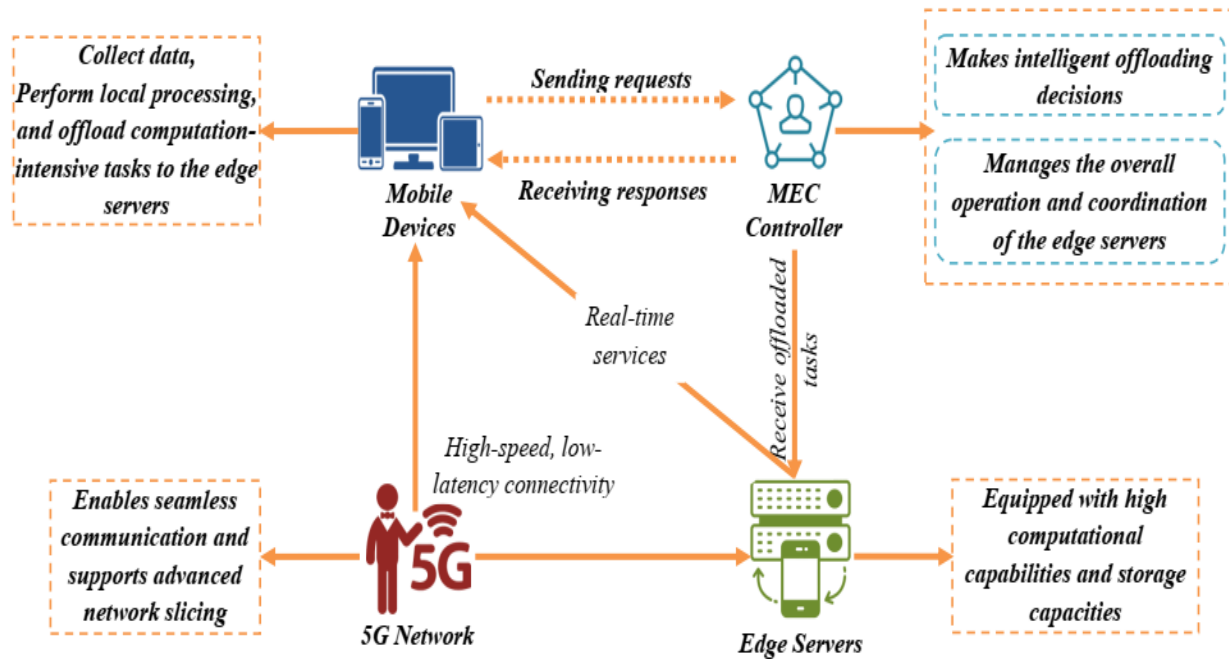 Collect data,
Perform local processing,
and offload computation-
intensive tasks to the edge
servers
Mobile
Devices
Sending requests
Receiving responses
MEC
Controller
Makes intelligent offloading
decisions
Manages the overall
operation and coordination
of the edge servers
Real-time
services
Receive offloaded
tasks
High-speed, low-
latency connectivity
Enables seamless
communication and
supports advanced
network slicing
5G
5G Network
Edge Servers
Equipped with high
computational
capabilities and storage
capacities